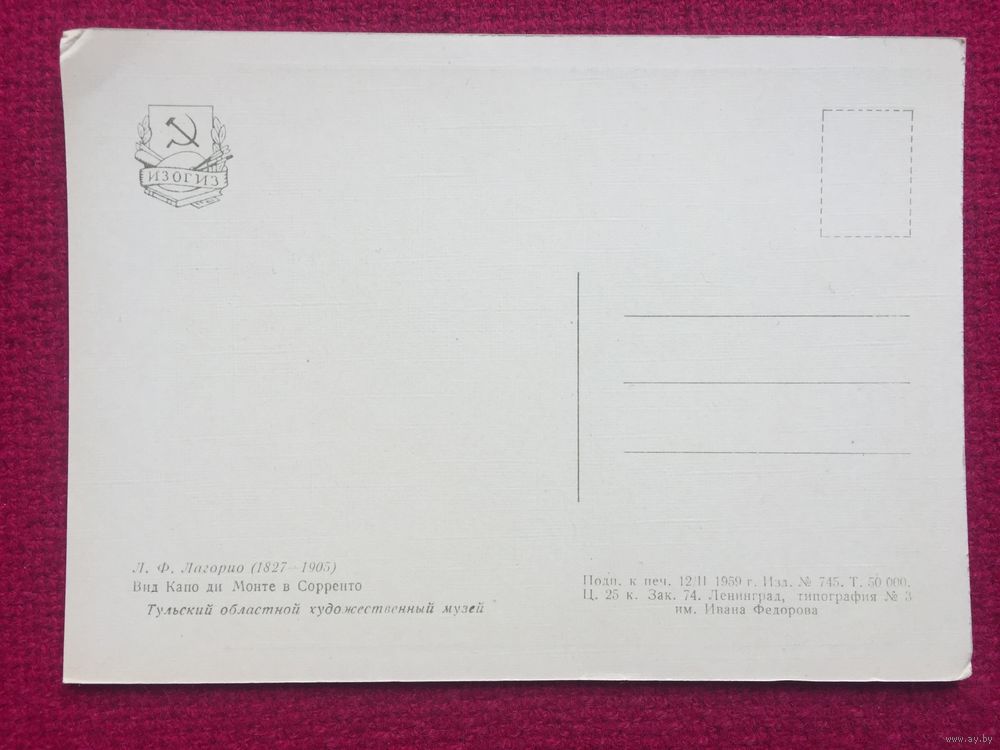 ИЗОГИЗ
Л. Ф. Лагорио (1827—1905)
Вид Капо ди Монте в Сорренто
Тульский областной художественный музей
Подп. к печ. 12/II 1959 г. Изд. № 745. Т. 50 000.
Ц. 25 к. Зак. 74. Ленинград, типография № 3
им. Ивана Федорова
www.ay.by